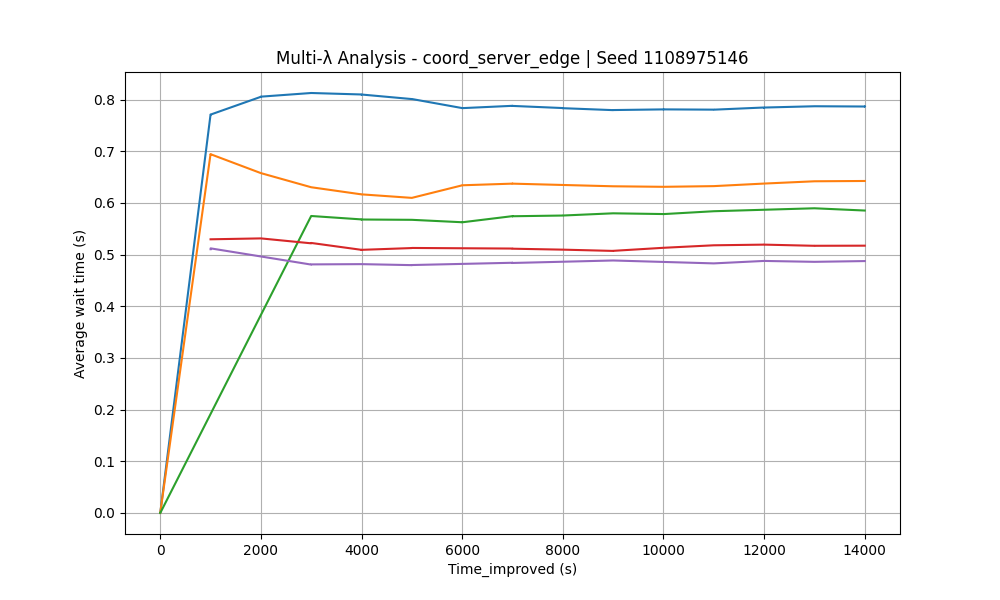 Multi-λ Analysis - coord_server_edge | Seed 1108975146
Average wait time (s)
0.8
0.7
0.6
0.5
0.4
0.3
0.2
0.1
0.0
0 2000 4000 6000 8000 10000 12000 14000
Time_improved (s)